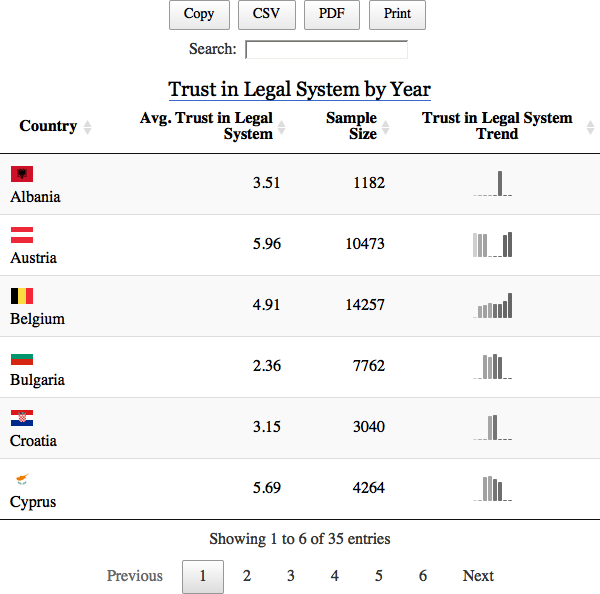 Copy CSV PDF Print
Search:
Trust in Legal System by Year
Country Avg. Trust in Legal System Sample Size Trust in Legal System Trend
Albania 3.51 1182
Austria 5.96 10473
Belgium 4.91 14257
Bulgaria 2.36 7762
Croatia 3.15 3040
Cyprus 5.69 4264
Showing 1 to 6 of 35 entries
Previous 1 2 3 4 5 6 Next